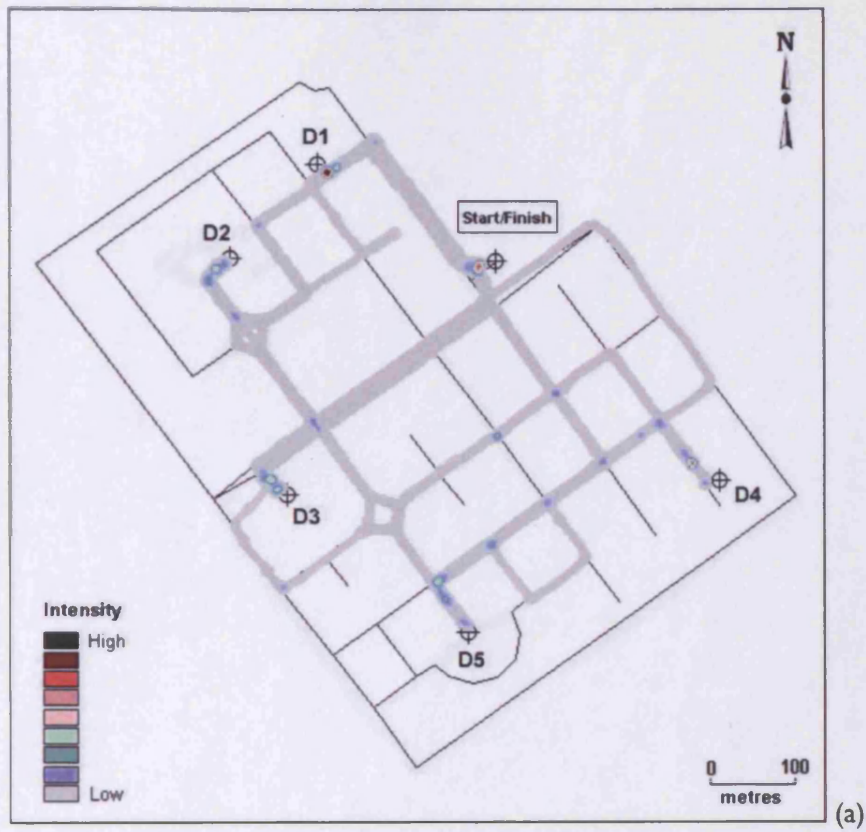 N
D1
Start/Finish
D2
D4
D3
Intensity
High
D5
Low
0 100
metres
(a)